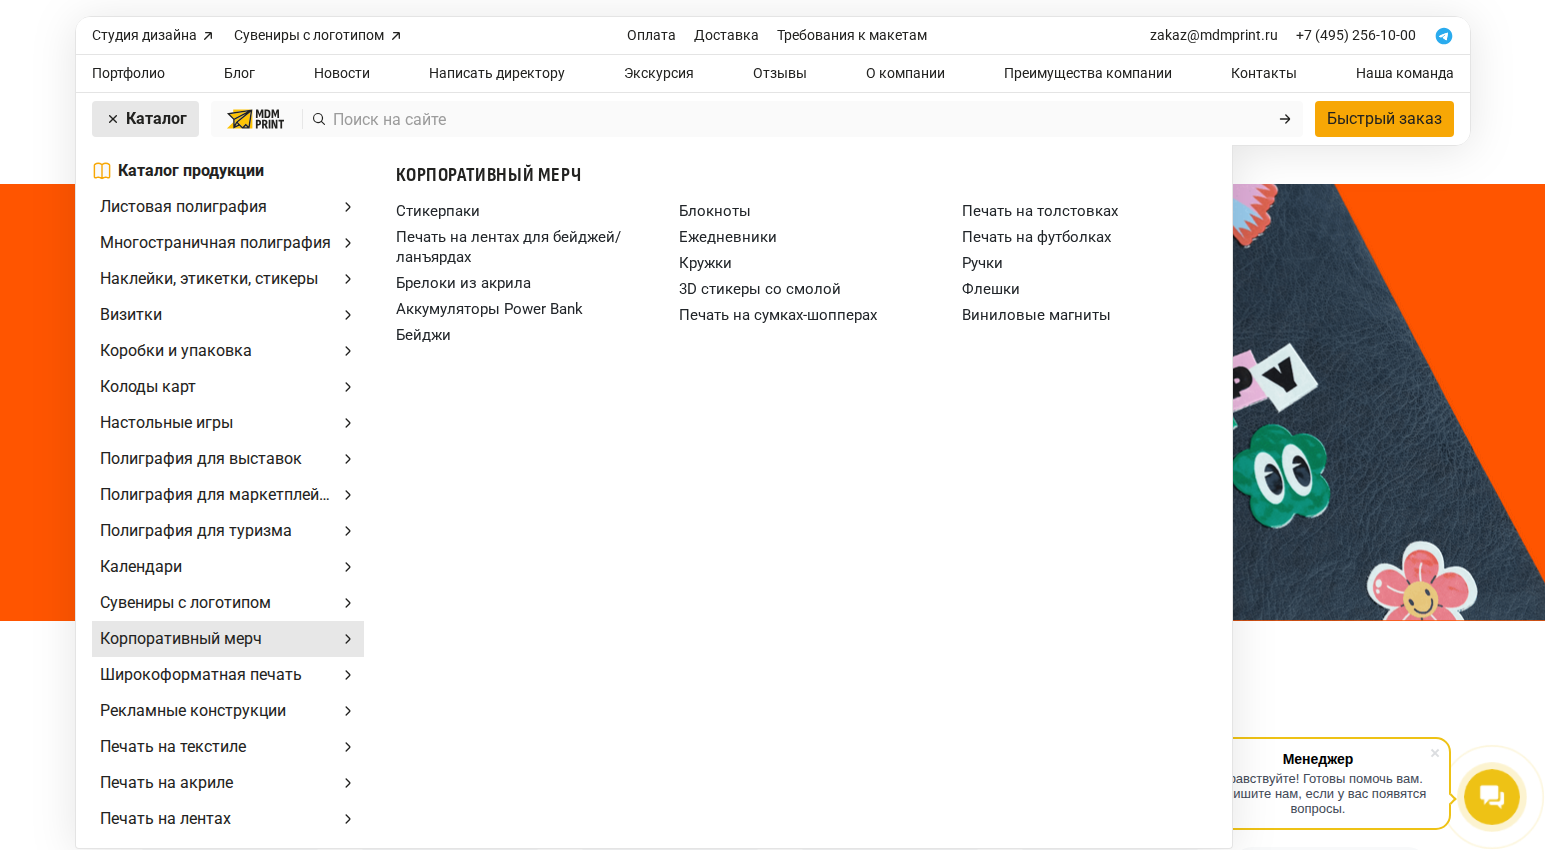 Студия дизайна
Сувениры с логотипом
Оплата
Доставка
Требования к макетам
zakaz@mdmprint.ru
+7 (495) 256-10-00
Портфолио
Блог
Новости
Написать директору
Экскурсия
Отзывы
О компании
Преимущества компании
Контакты
Наша команда
Каталог
MDM
PRINT
Поиск на сайте
Быстрый заказ
Каталог продукции
Листовая полиграфия
Многостраничная полиграфия
Наклейки, этикетки, стикеры
Визитки
Коробки и упаковка
Колоды карт
Настольные игры
Полиграфия для выставок
Полиграфия для маркетплей...
Полиграфия для туризма
Календари
Сувениры с логотипом
Корпоративный мерч
Широкоформатная печать
Рекламные конструкции
Печать на текстиле
Печать на акриле
Печать на лентах
КОРПОРАТИВНЫЙ МЕРЧ
Стикерпаки
Печать на лентах для бейджей/
ланъярдах
Брелоки из акрила
Аккумуляторы Power Bank
Бейджи
Блокноты
Ежедневники
Кружки
3D стикеры со смолой
Печать на сумках-шопперах
Печать на толстовках
Печать на футболках
Ручки
Флешки
Виниловые магниты
PY
Менеджер
равствуйте! Готовы помочь вам.
ишите нам, если у вас появятся
вопросы.